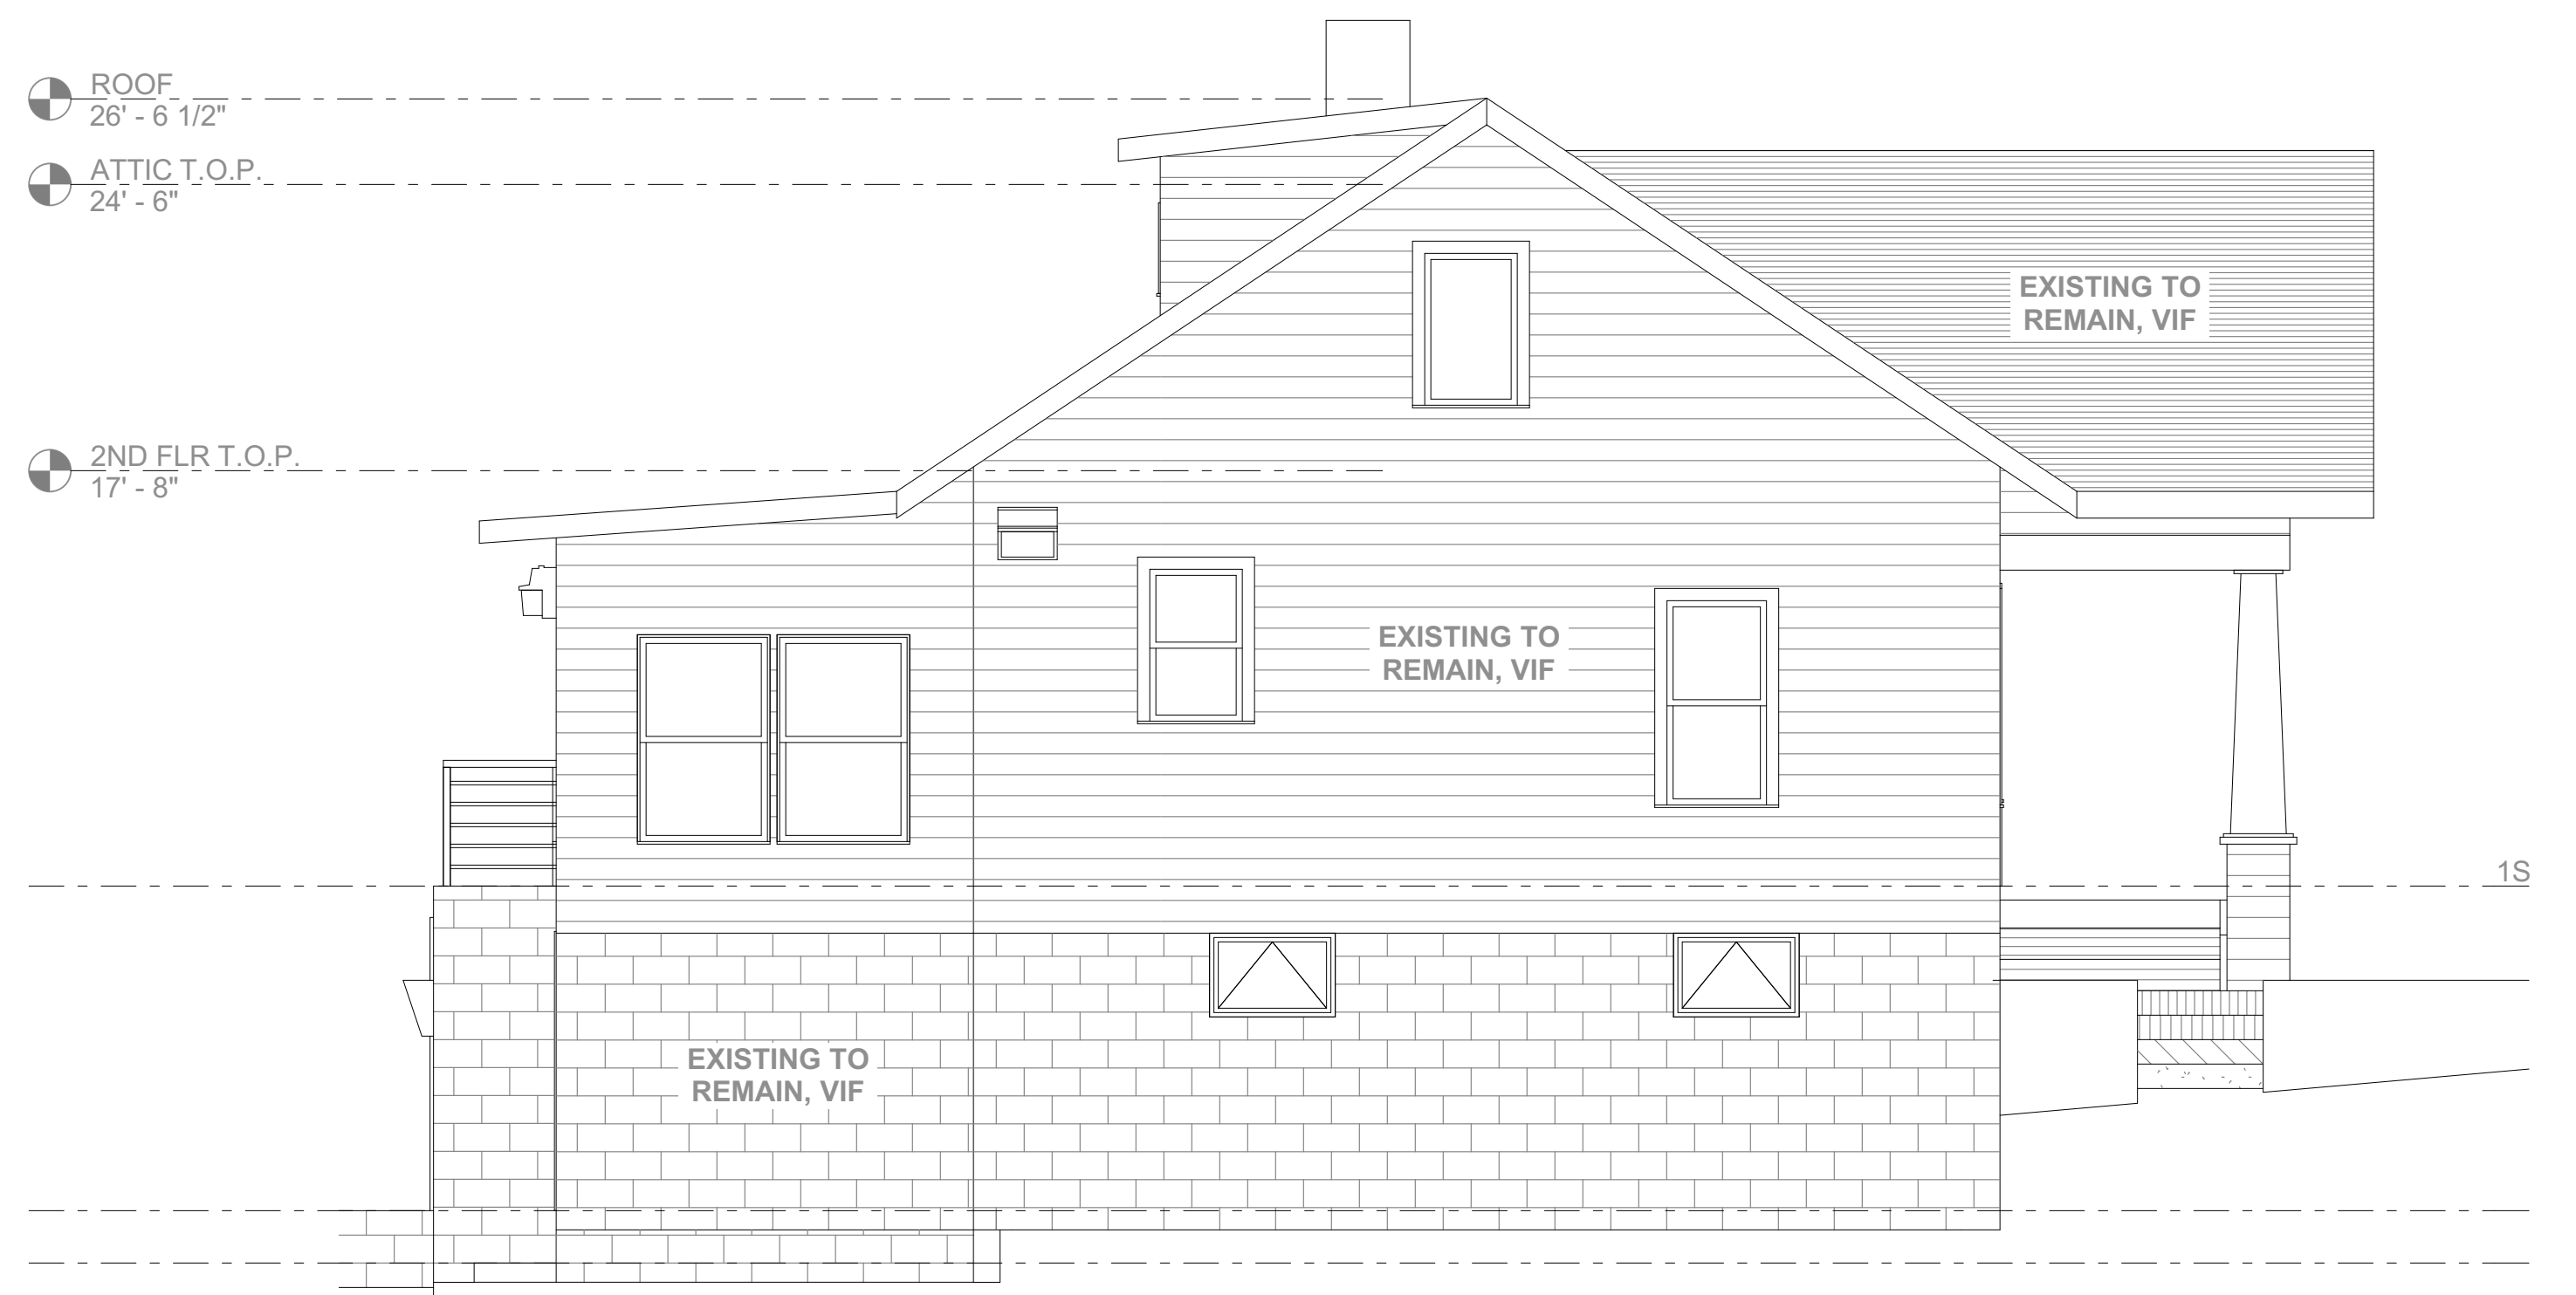 ROOF
26' - 6 1/2"
ATTIC T.O.P.
24' - 6"
EXISTING TO
REMAIN, VIF
2ND FLR T.O.P.
17' - 8"
EXISTING TO
REMAIN, VIF
1S
EXISTING TO
REMAIN, VIF